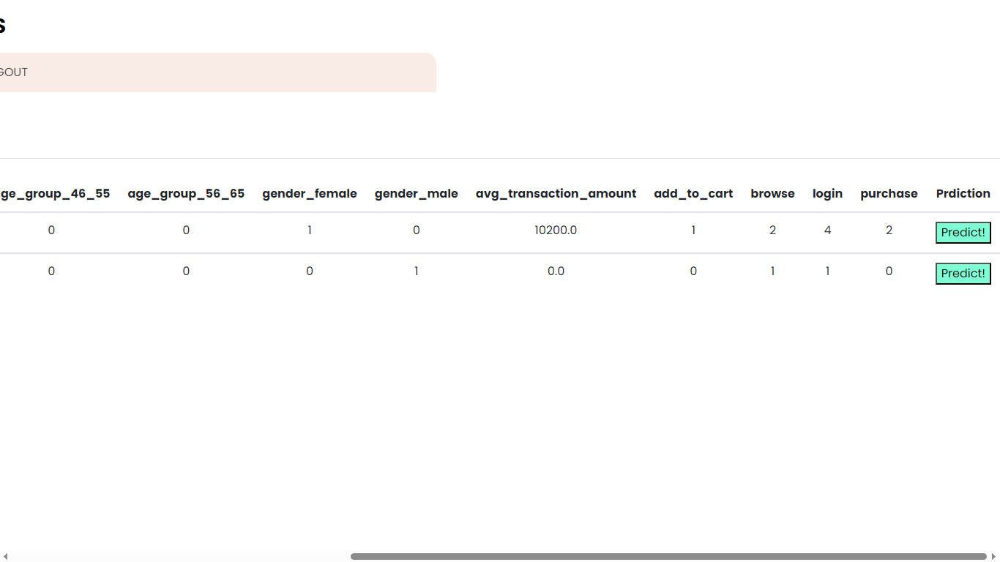 s
GOUT
ge_group_46_55 age_group_56_65 gender_female gender_male avg_transaction_amount add_to_cart browse login purchase Prdiction
0 0 1 0 10200.0 1 2 4 2 Predict!
0 0 0 1 0.0 0 1 1 0 Predict!